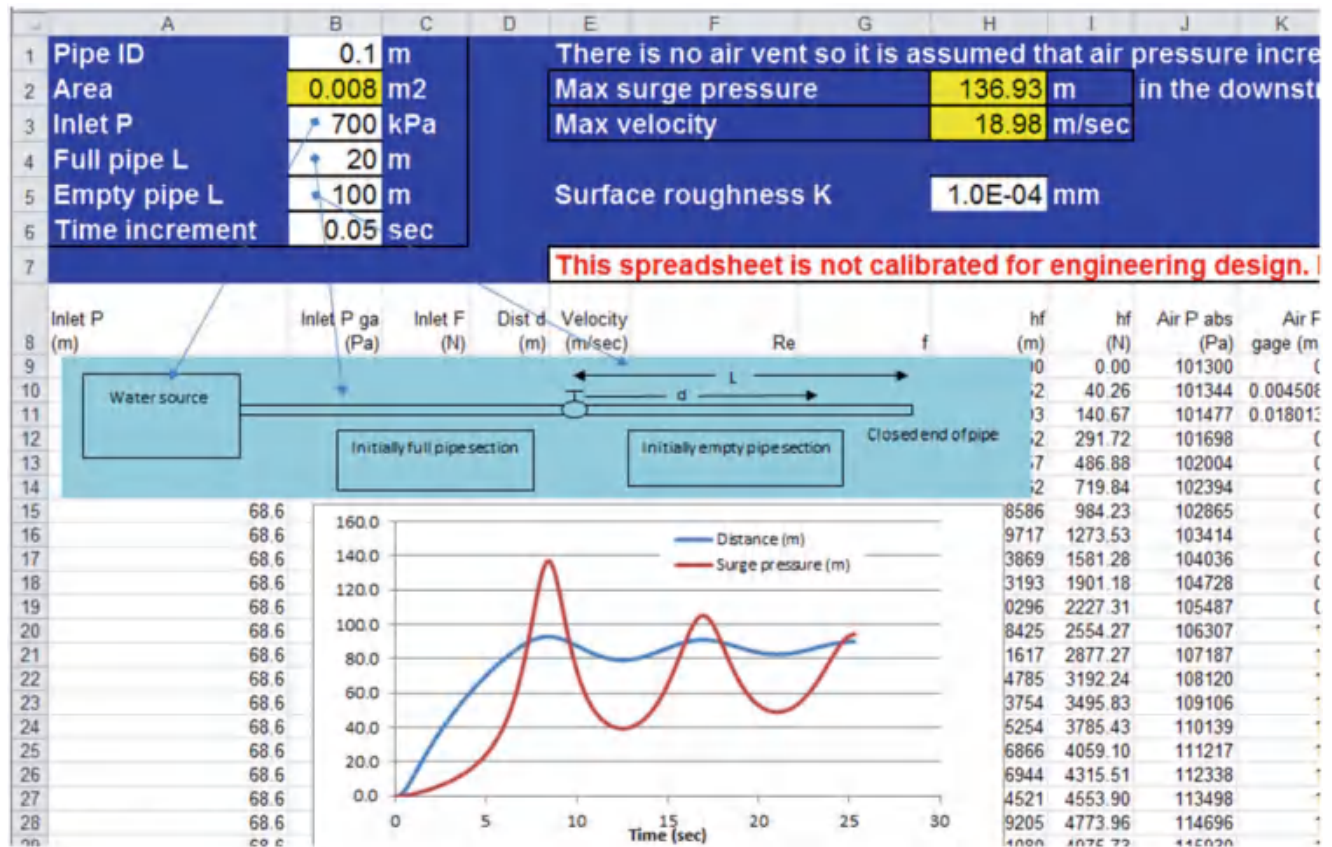 A B C D E F G H I J K
1 Pipe ID 0.1 m There is no air vent so it is assumed that air pressure incre
2 Area 0.008 m2 Max surge pressure 136.93 m in the downstr
3 Inlet P 700 kPa Max velocity 18.98 m/sec
4 Full pipe L 20 m
5 Empty pipe L 100 m Surface roughness K 1.0E-04 mm
6 Time increment 0.05 sec
7 This spreadsheet is not calibrated for engineering design.
Inlet P Inlet P ga Inlet F Dist d Velocity hf hf Air P abs Air P
8 (m) (Pa) (N) (m) (m/sec) Re f (m) (N) (Pa) gage (m
9 0.00 101300
10 40.26 101344 0.004508
11 140.67 101477 0.018013
12 291.72 101698
13 486.88 102004
14 719.84 102394
Water source
L
d
Initially full pipe section
Initially empty pipe section
Closed end of pipe
15 68.6 8586 984.23 102865
16 68.6 9717 1273.53 103414
17 68.6 3869 1581.28 104036
18 68.6 3193 1901.18 104728
19 68.6 0296 2227.31 105487
20 68.6 8425 2554.27 106307
21 68.6 1617 2877.27 107187
22 68.6 4785 3192.24 108120
23 68.6 3754 3495.83 109106
24 68.6 5254 3785.43 110139
25 68.6 6866 4059.10 111217
26 68.6 6944 4315.51 112338
27 68.6 4521 4553.90 113498
28 68.6 9205 4773.96 114696
160.0
140.0
120.0
100.0
80.0
60.0
40.0
20.0
0.0
Distance (m)
Surge pressure (m)
0 5 10 15 20 25 30
Time (sec)